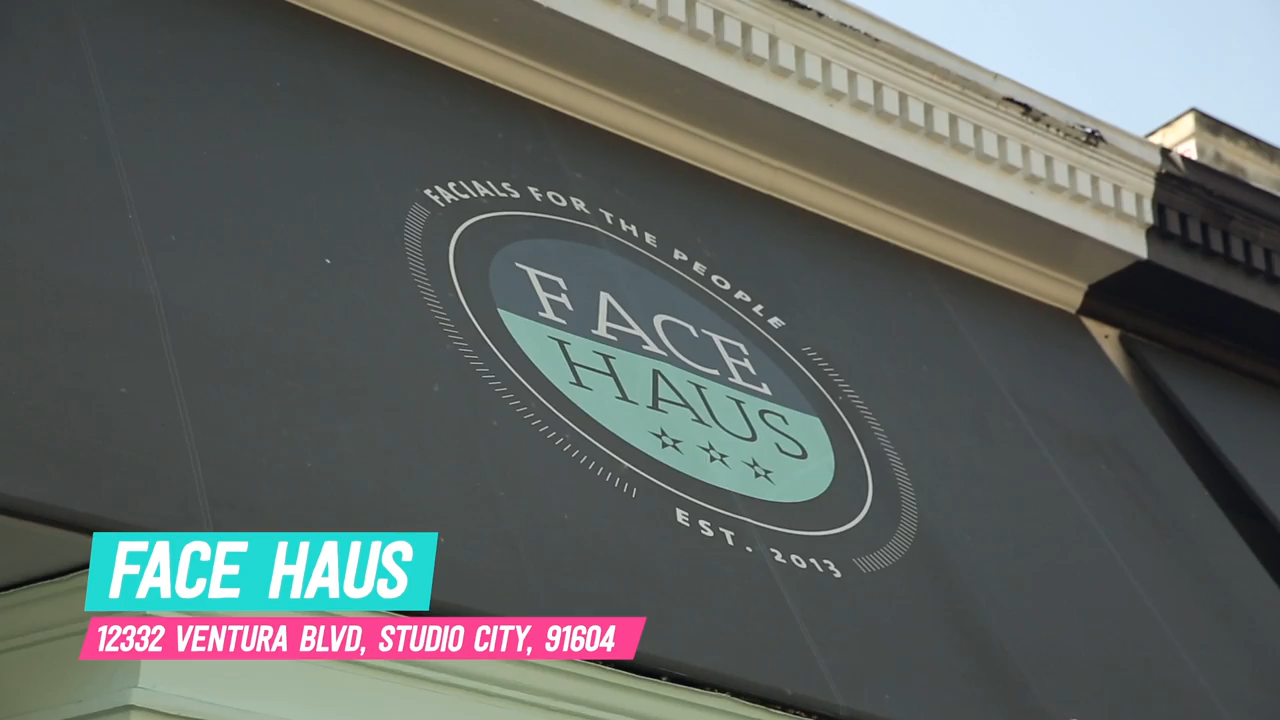 FACIALS FOR THE PEOPLE
FACE
HAUS
EST. 2013
FACE HAUS
12332 VENTURA BLVD, STUDIO CITY, 91604